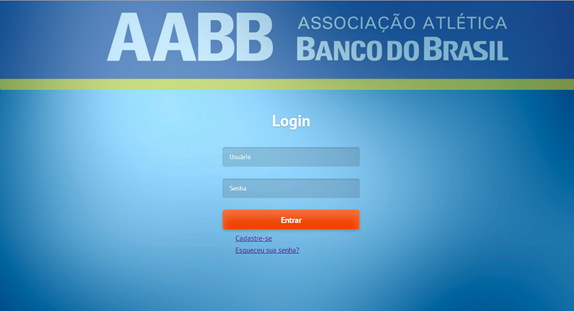 AABB
ASSOCIAÇÃO ATLÉTICA
BANCO DO BRASIL
Login
Usuário
Senha
Entrar
Cadastre-se
Esqueceu sua senha?